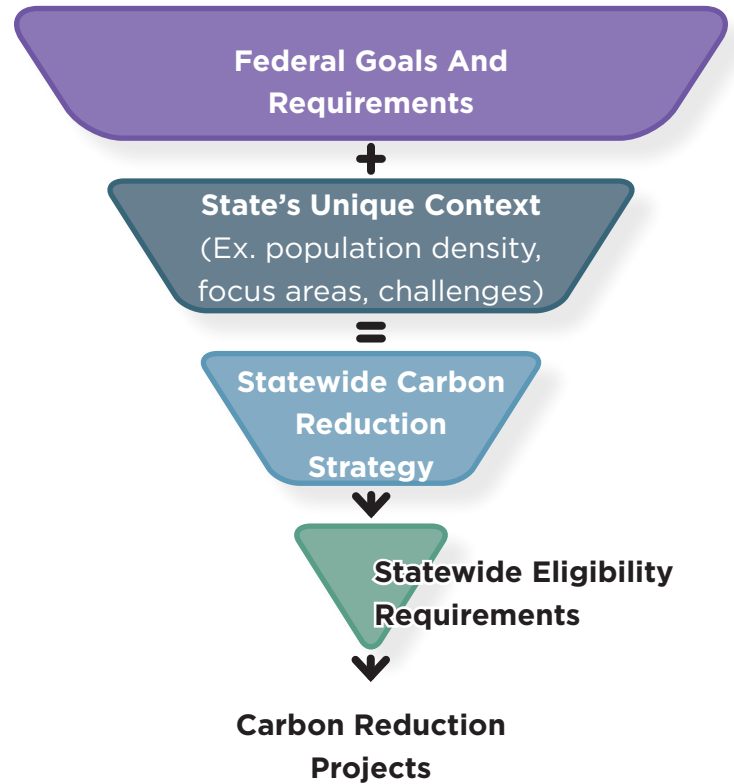 Federal Goals And
Requirements
+
State’s Unique Context
(Ex. population density,
focus areas, challenges)
=
Statewide Carbon
Reduction
Strategy
Statewide Eligibility
Requirements
Carbon Reduction
Projects